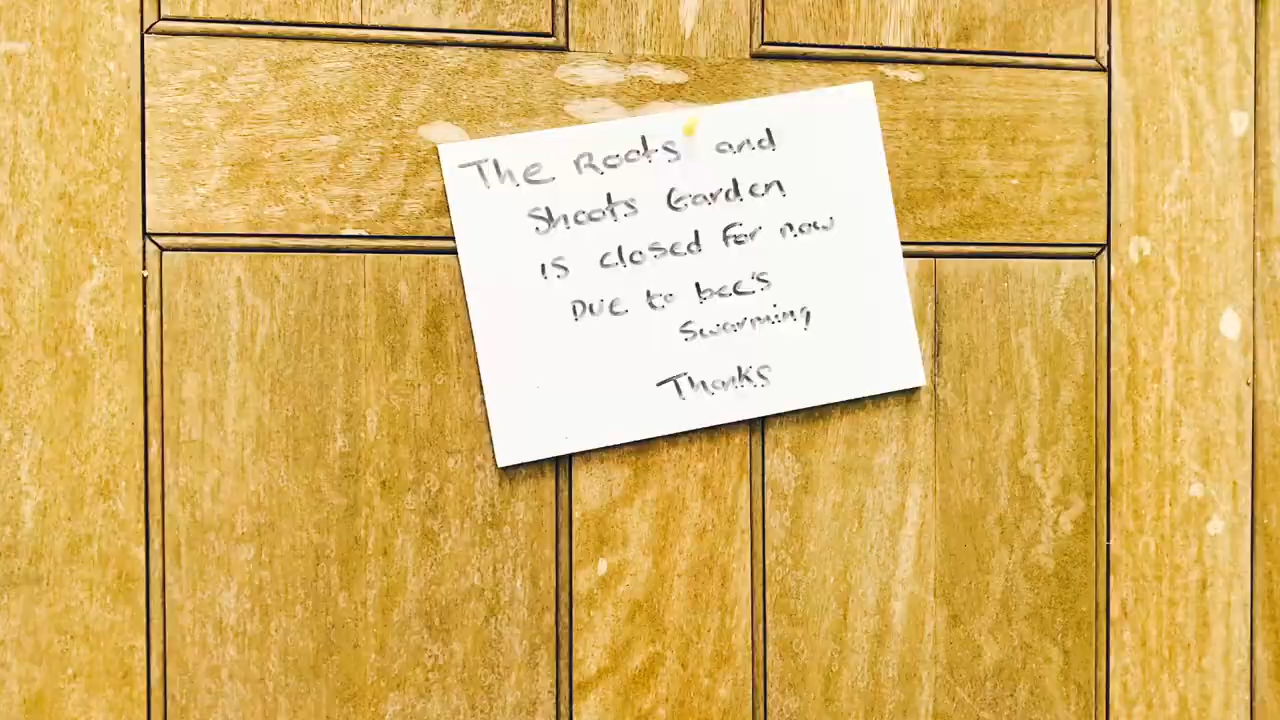 The Roots and
Shoots Garden
is closed for now
Due to bee's
Swarming
Thanks